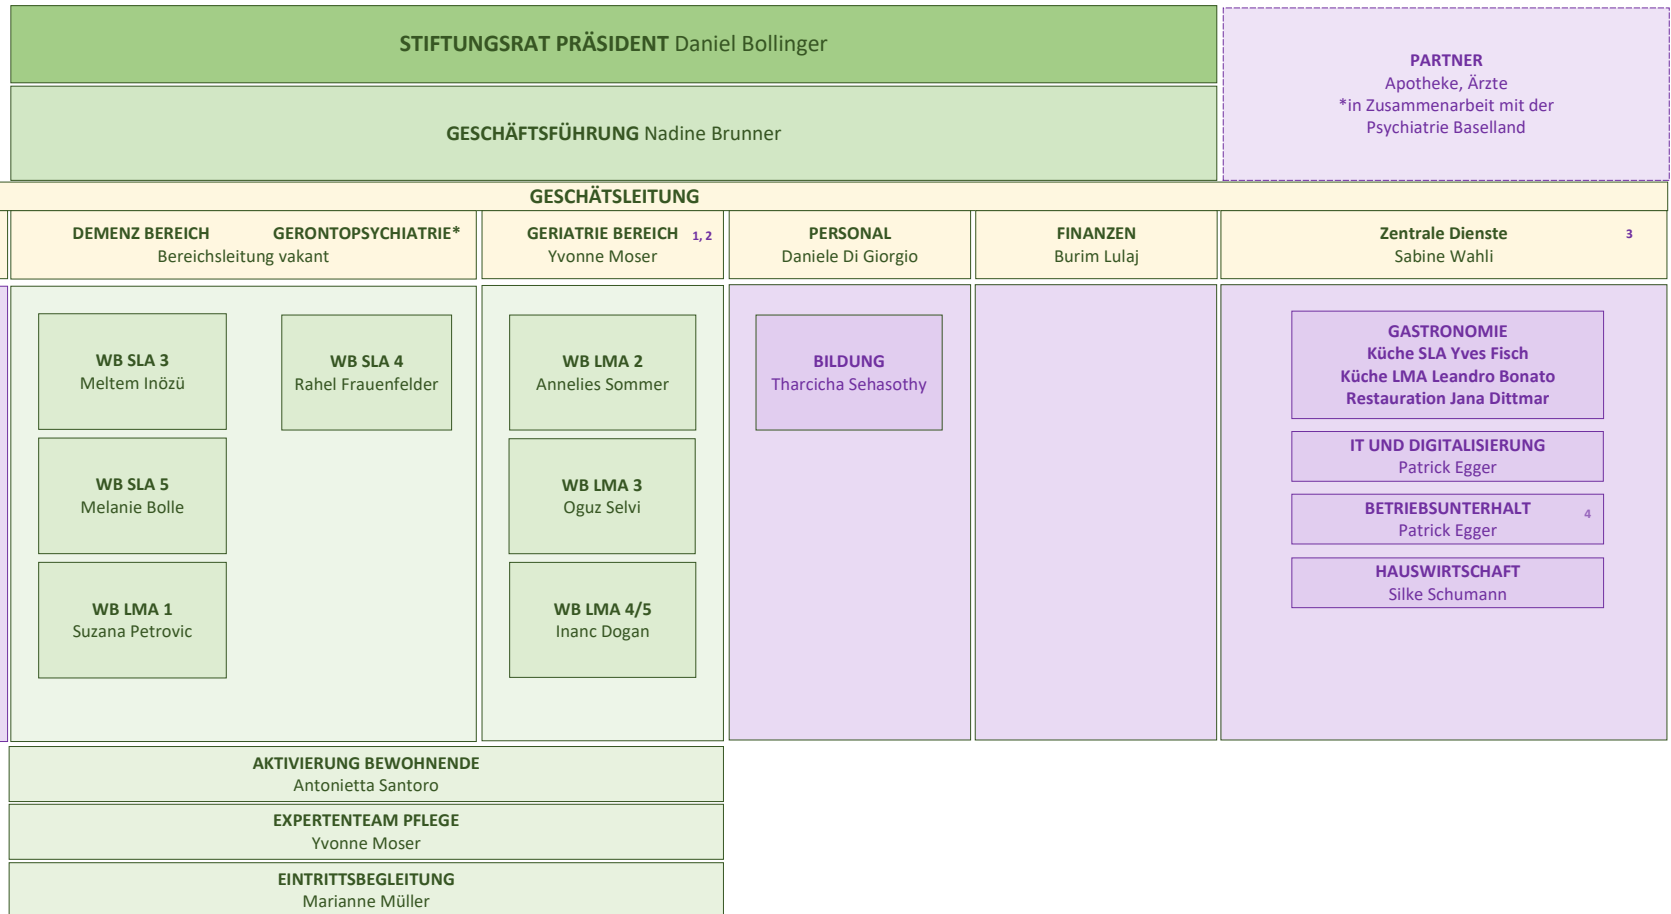 STIFTUNGSRAT PRÄSIDENT Daniel Bollinger
PARTNER
Apotheke, Ärzte
*in Zusammenarbeit mit der
Psychiatrie Baselland
GESCHÄFTSFÜHRUNG Nadine Brunner
GESCHÄTSLEITUNG
DEMENZ BEREICH GERONTOPSYCHIATRIE*
Bereichsleitung vakant
GERIATRIE BEREICH 1, 2
Yvonne Moser
PERSONAL
Daniele Di Giorgio
FINANZEN
Burim Lulaj
Zentrale Dienste 3
Sabine Wahli
WB SLA 3
Meltem Inözü
WB SLA 5
Melanie Bolle
WB LMA 1
Suzana Petrovic
WB SLA 4
Rahel Frauenfelder
WB LMA 2
Annelies Sommer
WB LMA 3
Oguz Selvi
WB LMA 4/5
Inanc Dogan
BILDUNG
Tharcicha Sehasothy
GASTRONOMIE
Küche SLA Yves Fisch
Küche LMA Leandro Bonato
Restauration Jana Dittmar
IT UND DIGITALISIERUNG
Patrick Egger
BETRIEBSUNTERHALT 4
Patrick Egger
HAUSWIRTSCHAFT
Silke Schumann
AKTIVIERUNG BEWOHNENDE
Antonietta Santoro
EXPERTENTEAM PFLEGE
Yvonne Moser
EINTRITTSBEGLEITUNG
Marianne Müller